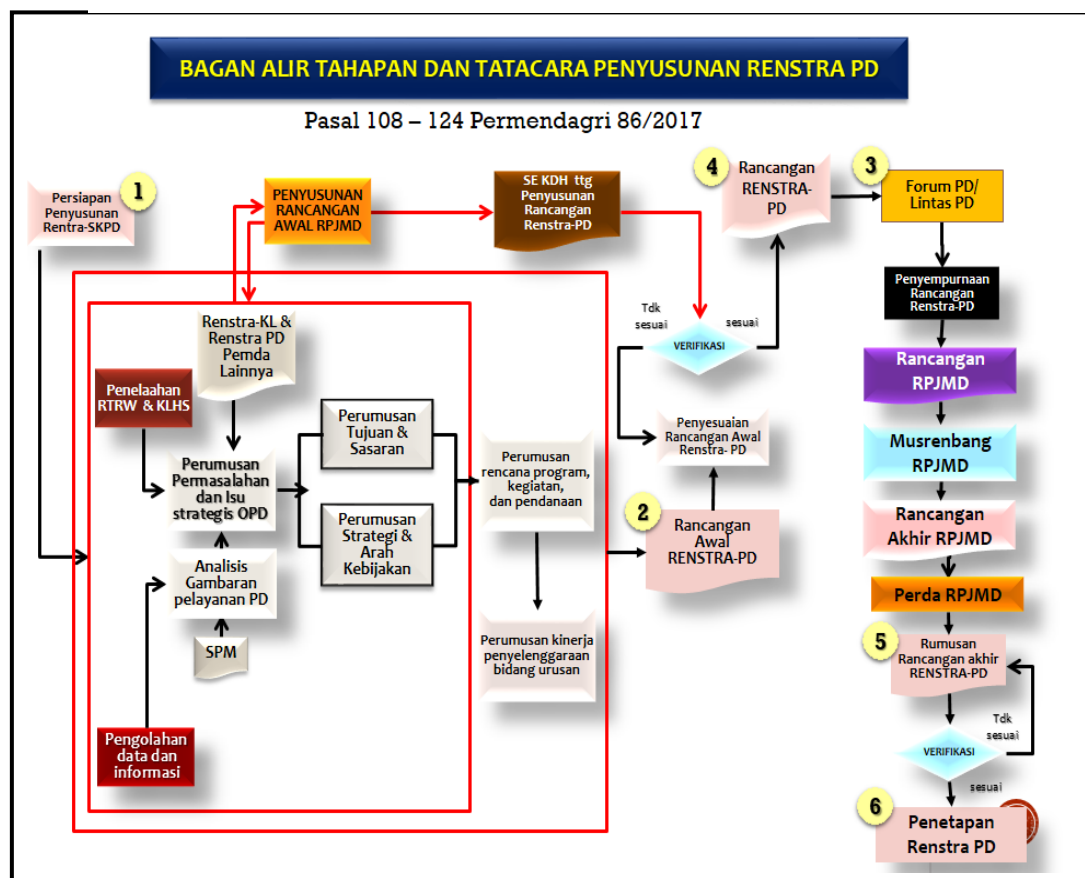 BAGAN ALIR TAHAPAN DAN TATACARA PENYUSUNAN RENSTRA PD
Pasal 108 – 124 Permendagri 86/2017
1
Persiapan
Penyusunan
Rentra-SKPD
PENYUSUNAN
RANCANGAN
AWAL RPJMD
SE KDH ttg
Penyusunan
Rancangan
Renstra-PD
4
Rancangan
RENSTRA-
PD
3
Forum PD/
Lintas PD
Penyempurnaan
Rancangan
Renstra-PD
Tdk
sesuai
sesuai
VERIFIKASI
Renstra-KL &
Renstra PD
Pemda
Lainnya
Penelaahan
RTRW & KLHS
Perumusan
Permasalahan
dan Isu
strategis OPD
Analisis
Gambaran
pelayanan PD
SPM
Pengolahan
data dan
informasi
Perumusan
Tujuan &
Sasaran
Perumusan
Strategi &
Arah
Kebijakan
Perumusan
rencana program,
kegiatan,
dan pendanaan
Perumusan kinerja
penyelenggaraan
bidang urusan
Penyesuaian
Rancangan Awal
Renstra- PD
2
Rancangan
Awal
RENSTRA-PD
Rancangan
RPJMD
Musrenbang
RPJMD
Rancangan
Akhir RPJMD
Perda RPJMD
5
Rumusan
Rancangan akhir
RENSTRA-PD
Tdk
sesuai
VERIFIKASI
sesuai
6
Penetapan
Renstra PD